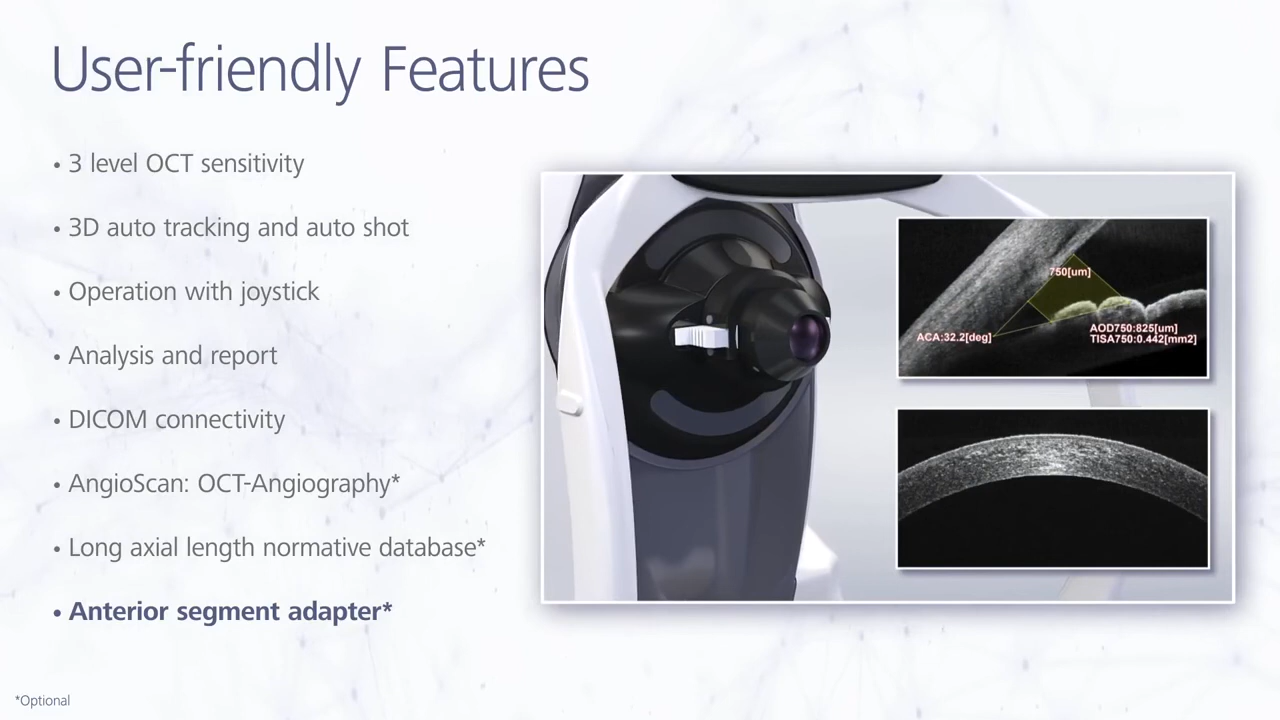 User-friendly Features
• 3 level OCT sensitivity
• 3D auto tracking and auto shot
• Operation with joystick
• Analysis and report
• DICOM connectivity
• AngioScan: OCT-Angiography*
• Long axial length normative database*
• Anterior segment adapter*
750[um]
ACA:32.2[deg]
AOD750:825[um]
TISA750:0.442[mm2]
*Optional